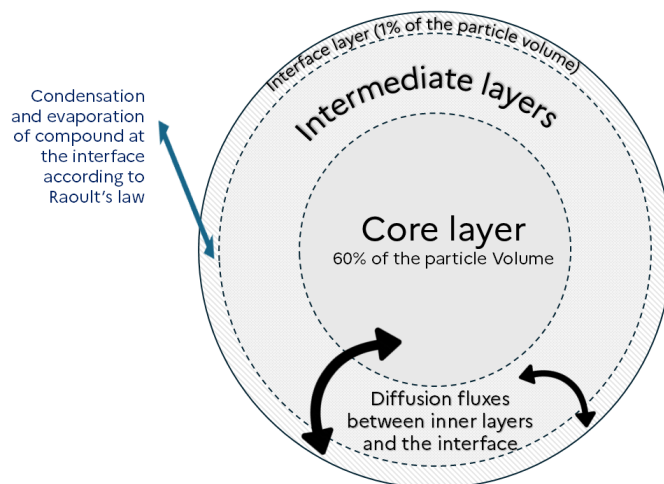 Interface layer (1% of the particle volume)
Intermediate layers
Condensation
and evaporation
of compound at
the interface
according to
Raoult's law
Core layer
60% of the particle Volume
Diffusion fluxes
between inner layers
and the interface